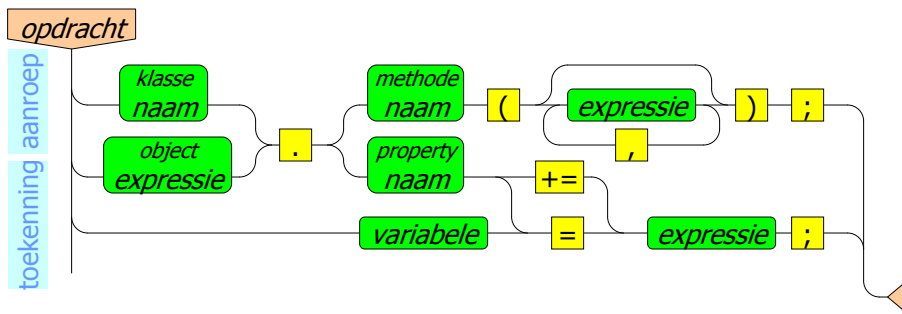 opdracht
aanroep
klasse
naam
methode
naam
(
expressie
,
)
;
object
expressie
.
property
naam
toekenning
+=
variabele
=
expressie
;